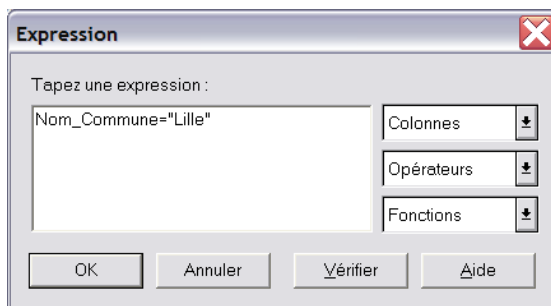 Expression
Tapez une expression :
Nom_Commune="Lille"
Colonnes
Opérateurs
Fonctions
OK
Annuler
Vérifier
Aide